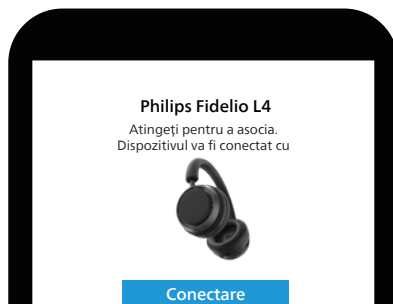 Philips Fidelio L4
Atingeți pentru a asocia.
Dispozitivul va fi conectat cu
Conectare